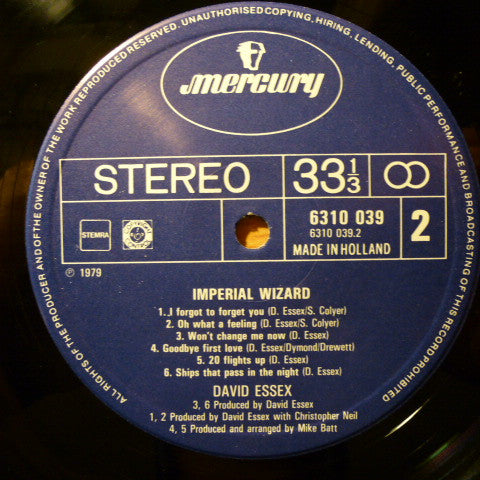 ALL RIGHTS OF THE PRODUCER AND OF THE OWNER OF THE WORK REPRODUCED RESERVED. UNAUTHORISED COPYING, HIRING, LENDING, PUBLIC PERFORMANCE AND BROADCASTING OF THIS RECORD PROHIBITED
mercury
STEREO
33 1/3
6310 039
6310 039.2
MADE IN HOLLAND
2
STEMRA
℗ 1979
IMPERIAL WIZARD
1. I forgot to forget you (D. Essex/S. Colyer)
2. Oh what a feeling (D. Essex/S. Colyer)
3. Won't change me now (D. Essex)
4. Goodbye first love (D. Essex/Dymond/Drewett)
5. 20 flights up (D. Essex)
6. Ships that pass in the night (D. Essex)
DAVID ESSEX
3, 6 Produced by David Essex
1, 2 Produced by David Essex with Christopher Neil
4, 5 Produced and arranged by Mike Batt